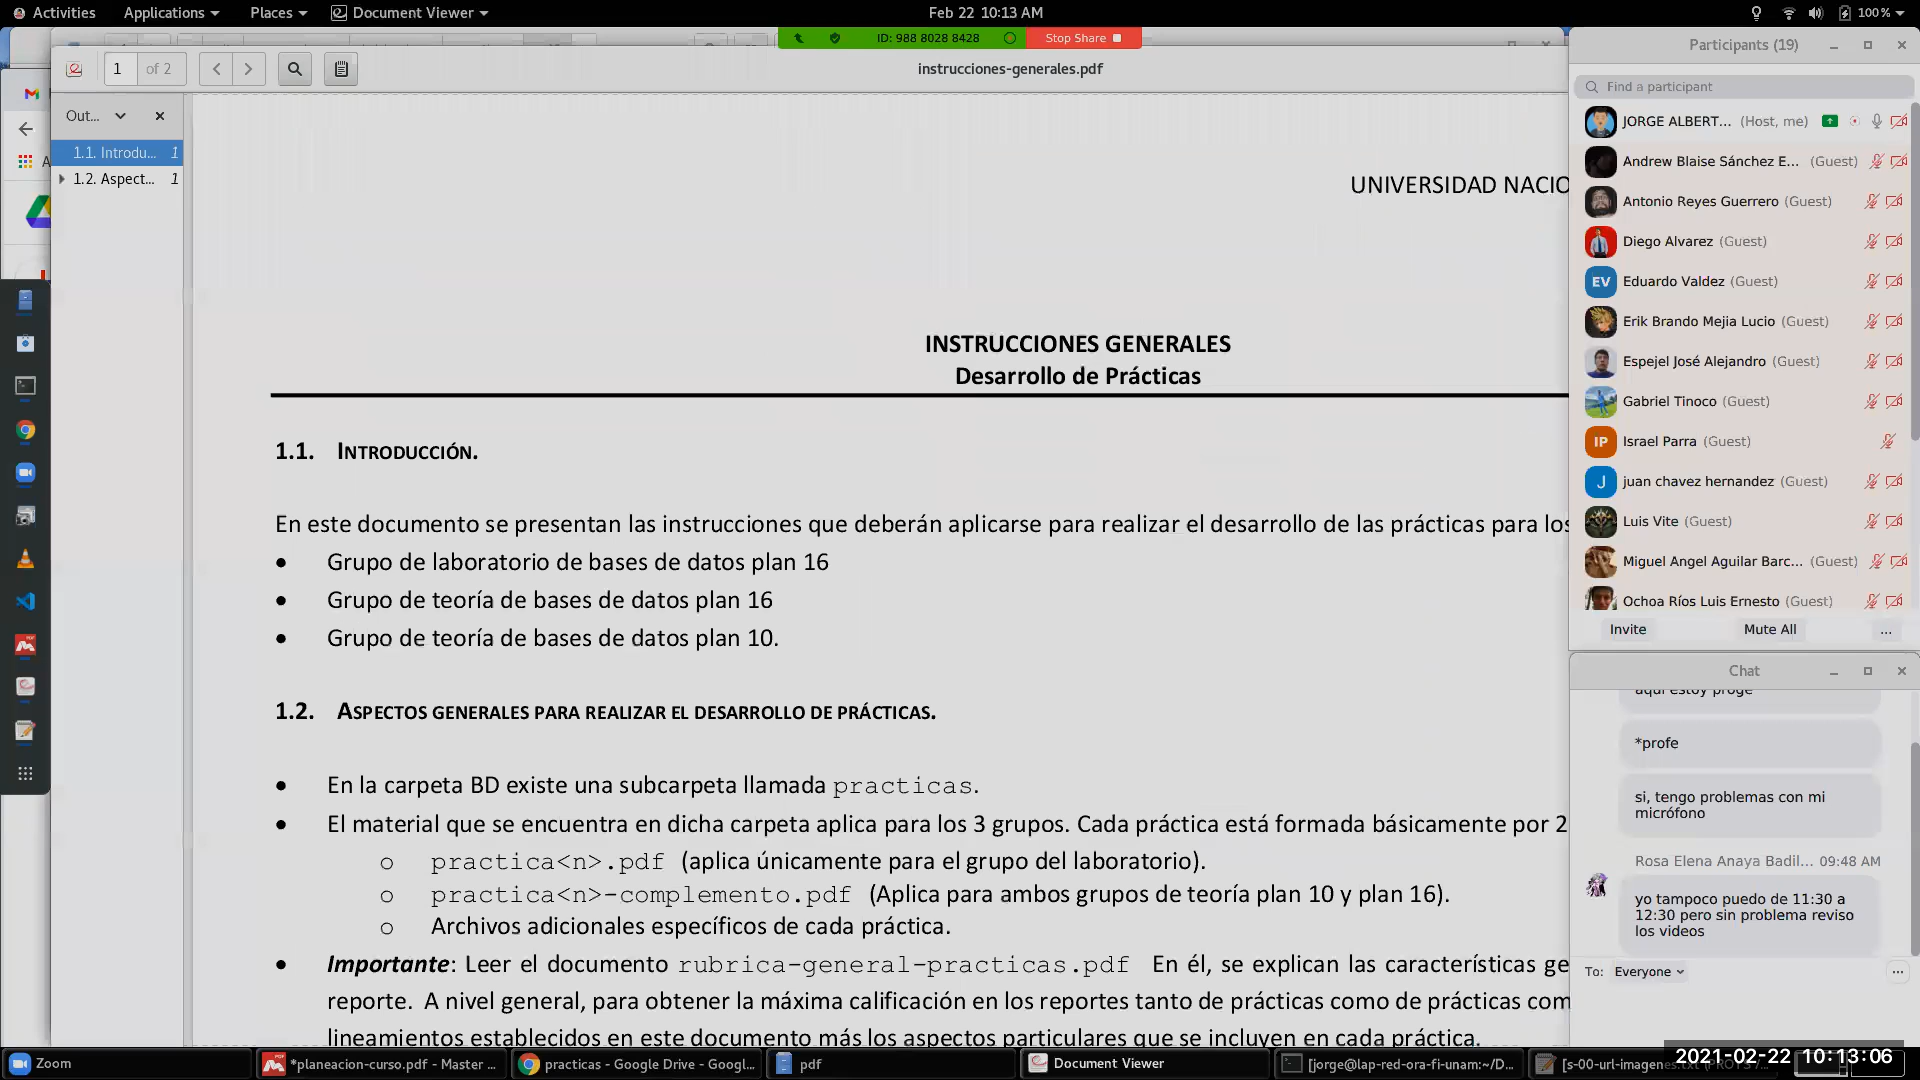 Activities
Applications
Places
Document Viewer
Feb 22 10:13 AM
100%
ID: 988 8028 8428
Stop Share
1
of 2
instrucciones-generales.pdf
Out...
1.1. Introdu... 1
1.2. Aspect... 1
UNIVERSIDAD NACIO
INSTRUCCIONES GENERALES
Desarrollo de Prácticas
1.1. INTRODUCCIÓN.
En este documento se presentan las instrucciones que deberán aplicarse para realizar el desarrollo de las prácticas para los
• Grupo de laboratorio de bases de datos plan 16
• Grupo de teoría de bases de datos plan 16
• Grupo de teoría de bases de datos plan 10.
1.2. ASPECTOS GENERALES PARA REALIZAR EL DESARROLLO DE PRÁCTICAS.
• En la carpeta BD existe una subcarpeta llamada practicas.
• El material que se encuentra en dicha carpeta aplica para los 3 grupos. Cada práctica está formada básicamente por 2
o practica<n>.pdf (aplica únicamente para el grupo del laboratorio).
o practica<n>-complemento.pdf (Aplica para ambos grupos de teoría plan 10 y plan 16).
o Archivos adicionales específicos de cada práctica.
• Importante: Leer el documento rubrica-general-practicas.pdf En él, se explican las características ge
reporte. A nivel general, para obtener la máxima calificación en los reportes tanto de prácticas como de prácticas com
lineamientos establecidos en este documento más los aspectos particulares que se incluyen en cada práctica.
Participants (19)
Find a participant
JORGE ALBERT... (Host, me)
Andrew Blaise Sánchez E... (Guest)
Antonio Reyes Guerrero (Guest)
Diego Alvarez (Guest)
EV Eduardo Valdez (Guest)
Erik Brando Mejia Lucio (Guest)
Espejel José Alejandro (Guest)
Gabriel Tinoco (Guest)
IP Israel Parra (Guest)
J juan chavez hernandez (Guest)
Luis Vite (Guest)
Miguel Angel Aguilar Barc... (Guest)
Ochoa Ríos Luis Ernesto (Guest)
Invite
Mute All
...
Chat
aqui estoy proge
*profe
si, tengo problemas con mi
micrófono
Rosa Elena Anaya Badil... 09:48 AM
yo tampoco puedo de 11:30 a
12:30 pero sin problema reviso
los videos
To: Everyone
Zoom
*planeacion-curso.pdf - Master ...
practicas - Google Drive - Googl...
pdf
Document Viewer
[jorge@lap-red-ora-fi-unam:~/D...
2021-02-22 10:13:06